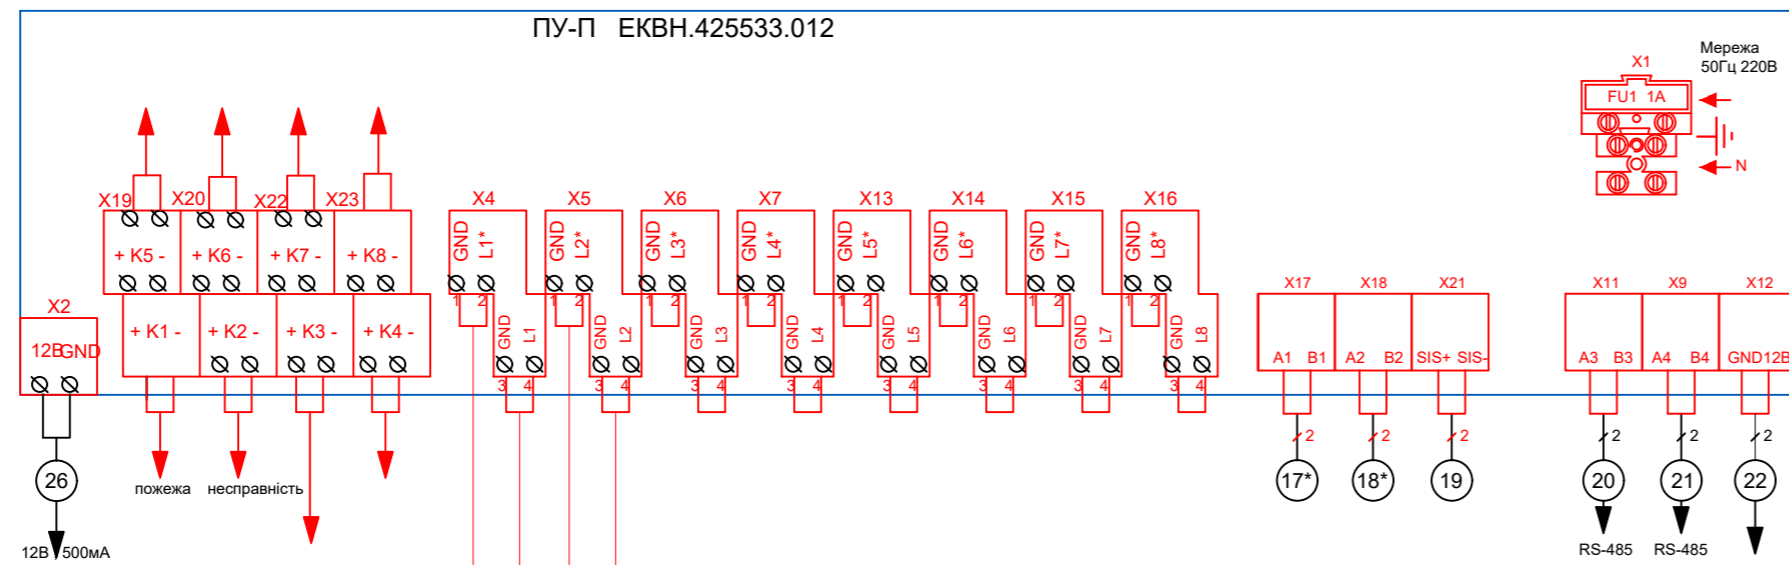 ПУ-П ЕКВН.425533.012
Мережа
50Гц 220В
X1
FU1 1A
N
X19 X20 X22 X23
+ K5 - + K6 - + K7 - + K8 -
X2
12В GND
+ K1 - + K2 - + K3 - + K4 -
X4 X5 X6 X7 X13 X14 X15 X16
GND L1* GND L2* GND L3* GND L4* GND L5* GND L6* GND L7* GND L8*
1 2 1 2 1 2 1 2 1 2 1 2 1 2 1 2
GND L1 GND L2 GND L3 GND L4 GND L5 GND L6 GND L7 GND L8
3 4 3 4 3 4 3 4 3 4 3 4 3 4 3 4
X17 X18 X21
A1 B1 A2 B2 SIS+ SIS-
2 2 2
17* 18* 19
X11 X9 X12
A3 B3 A4 B4 GND 12В
2 2 2
20 21 22
RS-485 RS-485
26
12В 500мА
пожежа несправність